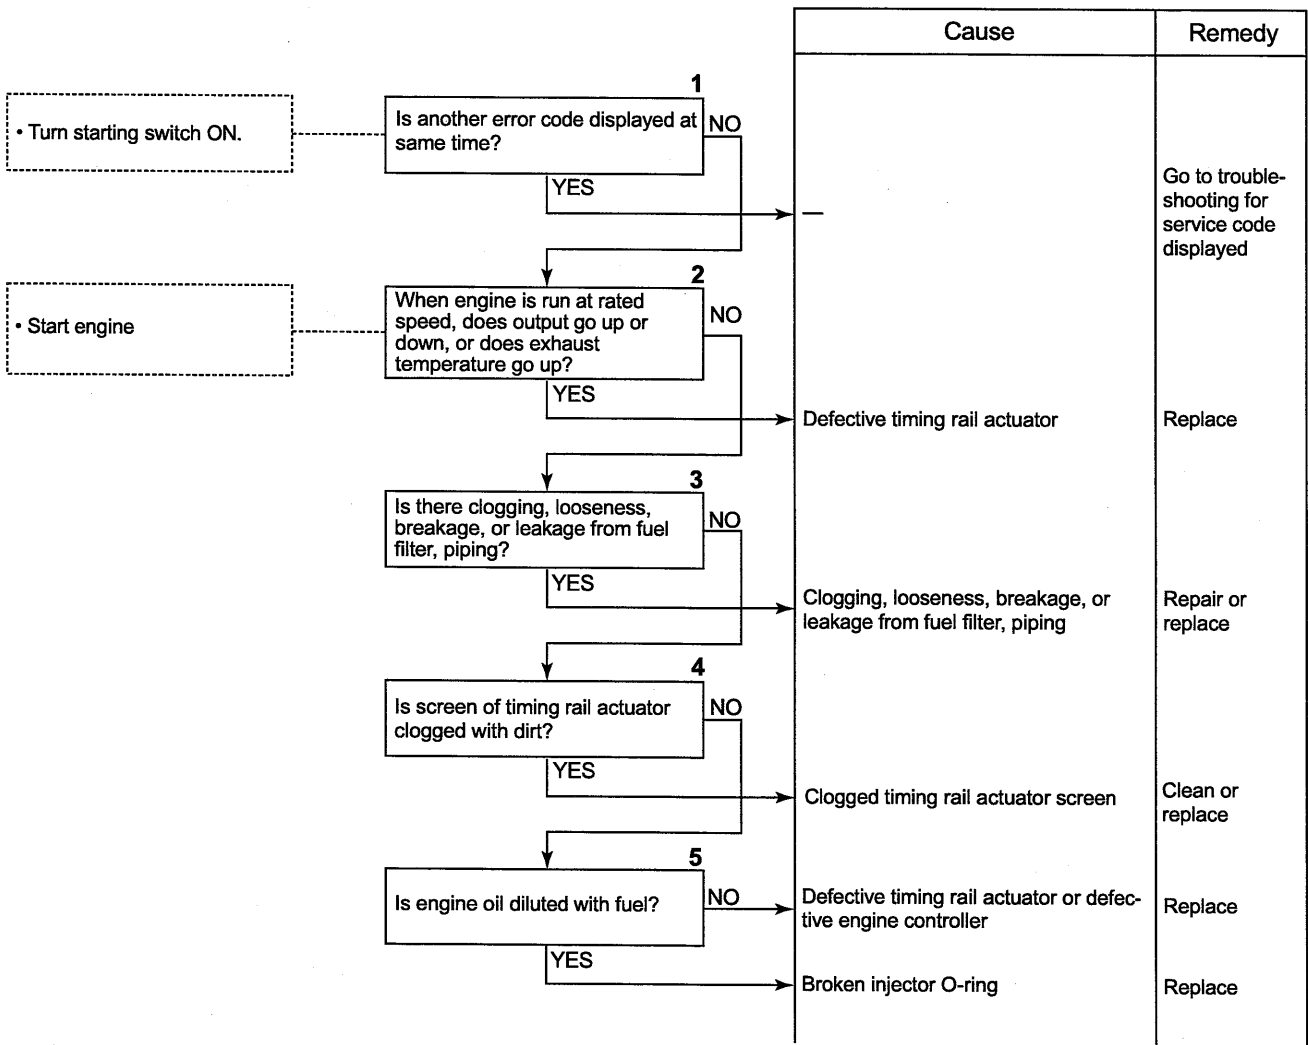 Cause
Remedy
1
• Turn starting switch ON.
Is another error code displayed at
same time?
NO
YES
—
Go to trouble-
shooting for
service code
displayed
2
• Start engine
When engine is run at rated
speed, does output go up or
down, or does exhaust
temperature go up?
NO
YES
Defective timing rail actuator
Replace
3
Is there clogging, looseness,
breakage, or leakage from fuel
filter, piping?
NO
YES
Clogging, looseness, breakage, or
leakage from fuel filter, piping
Repair or
replace
4
Is screen of timing rail actuator
clogged with dirt?
NO
YES
Clogged timing rail actuator screen
Clean or
replace
5
Is engine oil diluted with fuel?
NO
Defective timing rail actuator or defec-
tive engine controller
Replace
YES
Broken injector O-ring
Replace